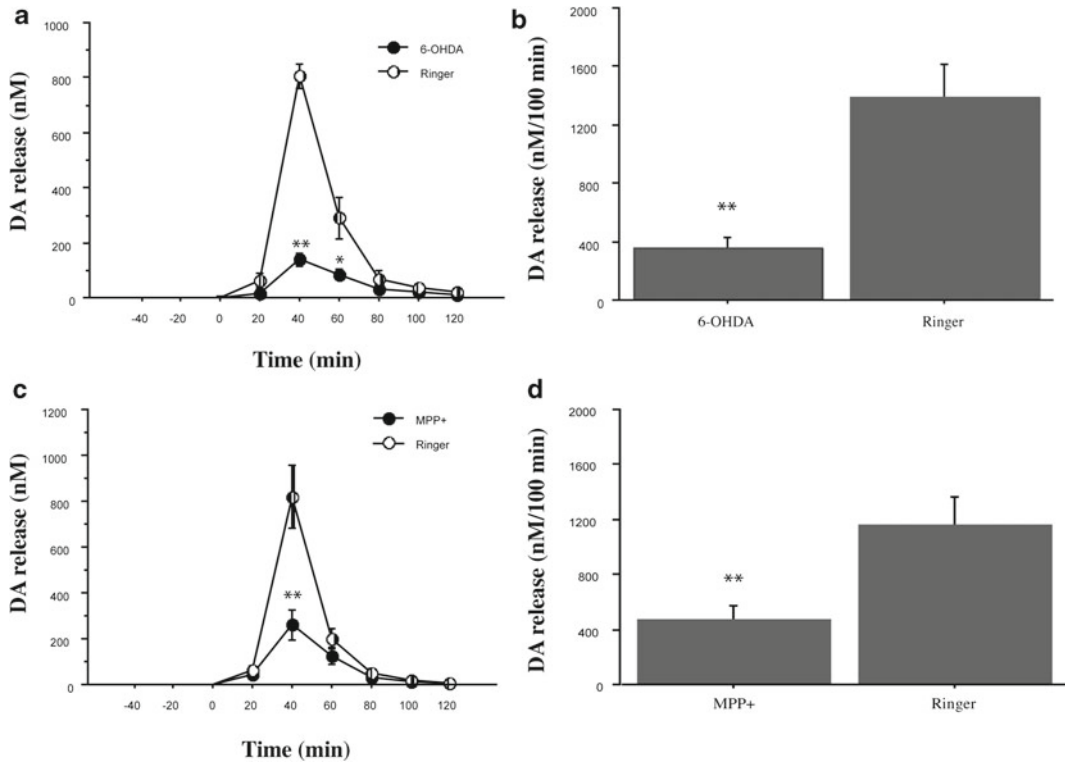 a
DA release (nM)
1000
800
600
400
200
0
-40 -20 0 20 40 60 80 100 120
Time (min)
6-OHDA
Ringer
**
*
b
DA release (nM/100 min)
2000
1600
1200
800
400
0
**
6-OHDA Ringer
c
DA release (nM)
1200
1000
800
600
400
200
0
-40 -20 0 20 40 60 80 100 120
Time (min)
MPP+
Ringer
**
d
DA release (nM/100 min)
2000
1600
1200
800
400
0
**
MPP+ Ringer